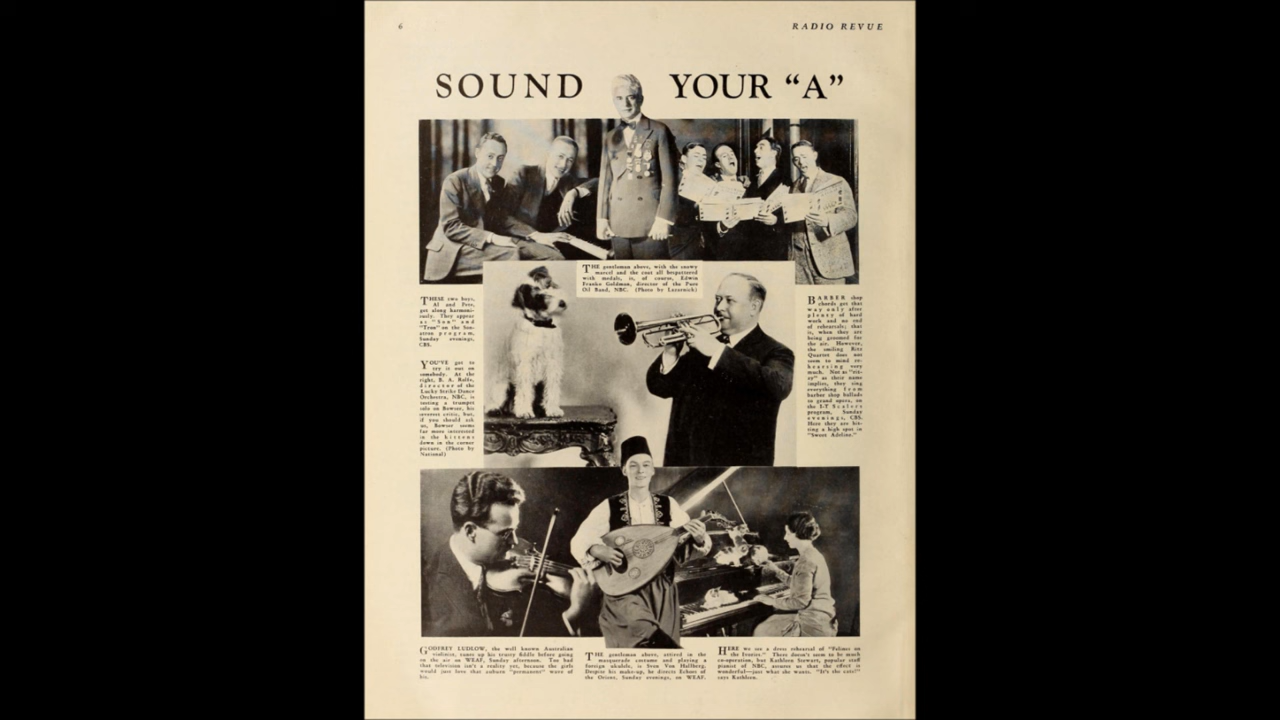 6
RADIO REVUE
SOUND YOUR “A”
THE gentleman above, with the snowy
marcel and the coat all bespattered
with medals, is, of course, Edwin
Franko Goldman, director of the Pure
Oil Band, NBC. (Photo by Lazarnick)
THESE two boys,
Al and Pete,
get along harmoni-
ously. They appear
as "Son" and
"Tron" on the Son-
atron program,
Sunday evenings,
CBS.
YOU'VE got to
try it out on
somebody. At the
right, B. A. Rolfe,
director of the
Lucky Strike Dance
Orchestra, NBC, is
testing a trumpet
solo on Bowser, his
severest critic, but,
if you should ask
us, Bowser seems
far more interested
in the kittens
down in the corner
picture. (Photo by
National)
BARBER shop
chords get that
way only after
plenty of hard
work and no end
of rehearsals; that
is, when they are
being groomed for
the air. However,
the smiling Ritz
Quartet does not
seem to mind re-
hearsing very
much. Not as "rit-
zy" as their name
implies, they sing
everything from
barber shop ballads
to grand opera, on
the I-T Scalers
program, Sunday
evenings, CBS.
Here they are hit-
ting a high spot in
"Sweet Adeline."
GODFREY LUDLOW, the well known Australian
violinist, tunes up his trusty fiddle before going
on the air on WEAF, Sunday afternoon. Too bad
that television isn't a reality yet, because the girls
would just love that auburn "permanent" wave of
his.
THE gentleman above, attired in the
masquerade costume and playing a
foreign ukulele, is Sven Von Hallberg.
Despite his make-up, he directs Echoes of
the Orient, Sunday evenings, on WEAF.
HERE we see a dress rehearsal of "Felines on
the Ivories." There doesn't seem to be much
co-operation, but Kathleen Stewart, popular staff
pianist of NBC, assures us that the effect is
wonderful—just what she wants. "It's the cats!"
says Kathleen.